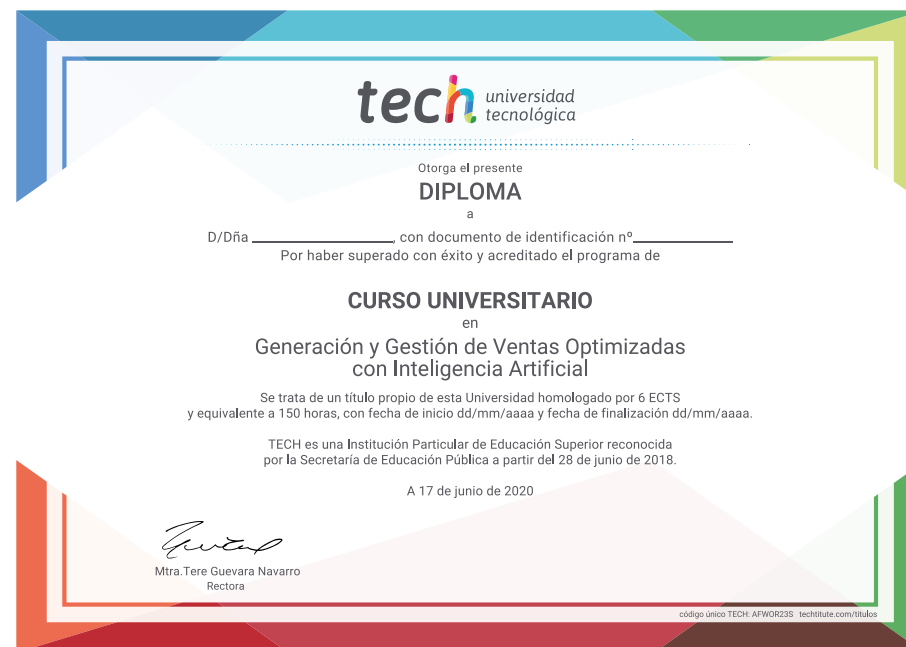 tech universidad
tecnológica
Otorga el presente
DIPLOMA
a
D/Dña ____________________, con documento de identificación nº______________
Por haber superado con éxito y acreditado el programa de
CURSO UNIVERSITARIO
en
Generación y Gestión de Ventas Optimizadas
con Inteligencia Artificial
Se trata de un título propio de esta Universidad homologado por 6 ECTS
y equivalente a 150 horas, con fecha de inicio dd/mm/aaaa y fecha de finalización dd/mm/aaaa.
TECH es una Institución Particular de Educación Superior reconocida
por la Secretaría de Educación Pública a partir del 28 de junio de 2018.
A 17 de junio de 2020
Mtra.Tere Guevara Navarro
Rectora
código único TECH: AFWOR23S techtitute.com/titulos